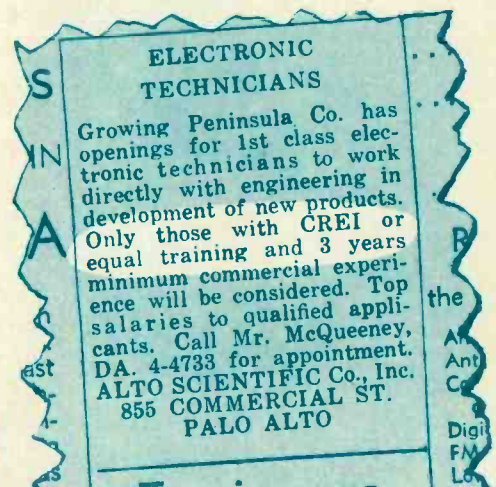 ELECTRONIC
TECHNICIANS
Growing Peninsula Co. has
openings for 1st class elec-
tronic technicians to work
directly with engineering in
development of new products.
Only those with CREI or
equal training and 3 years
minimum commercial experi-
ence will be considered. Top
salaries to qualified appli-
cants. Call Mr. McQueeney,
DA. 4-4733 for appointment.
ALTO SCIENTIFIC Co., Inc.
855 COMMERCIAL ST.
PALO ALTO
S
IN
A
ast
R
the
Ant
Digi
FM